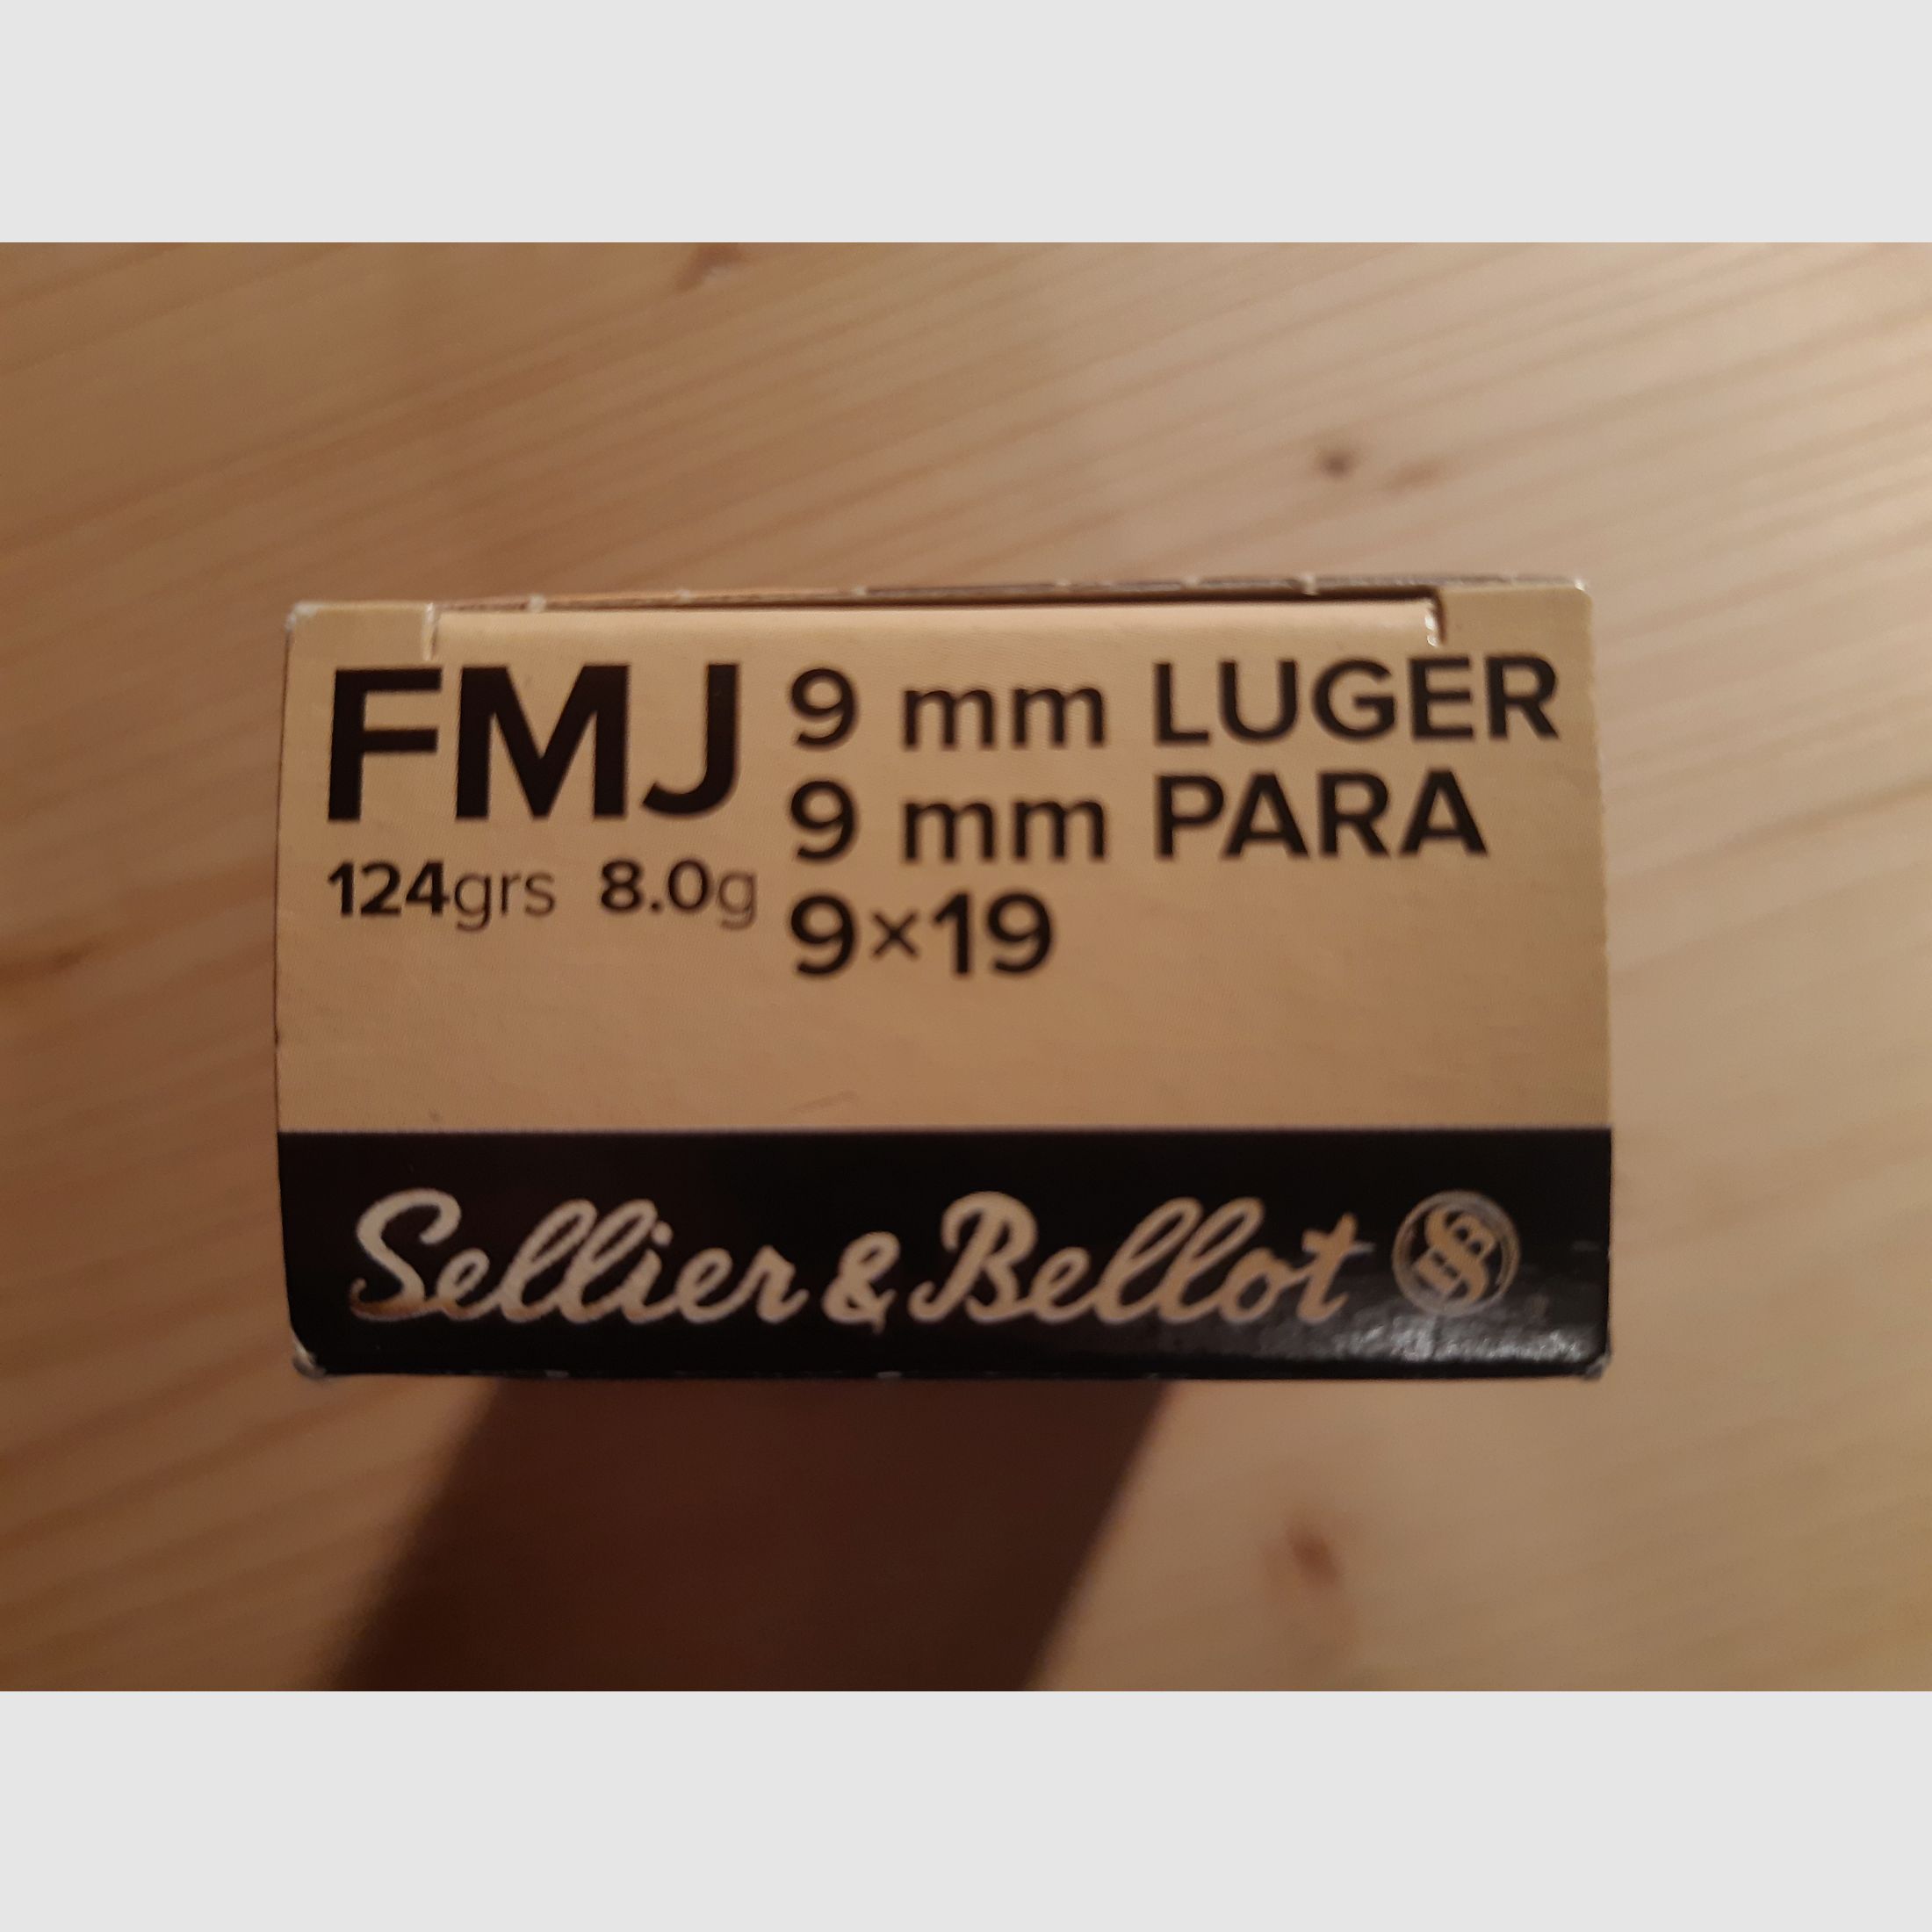 FMJ
124grs 8.0g
9 mm LUGER
9 mm PARA
9×19
Sellier & Bellot